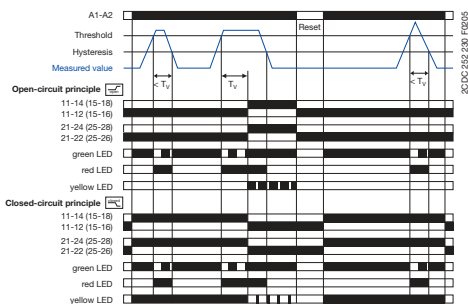 A1-A2
Reset
Threshold
Hysteresis
Measured value
< Tv
Tv
< Tv
Open-circuit principle
11-14 (15-18)
11-12 (15-16)
21-24 (25-28)
21-22 (25-26)
green LED
red LED
yellow LED
Closed-circuit principle
11-14 (15-18)
11-12 (15-16)
21-24 (25-28)
21-22 (25-26)
green LED
red LED
yellow LED
2CDC 252 230 F0205